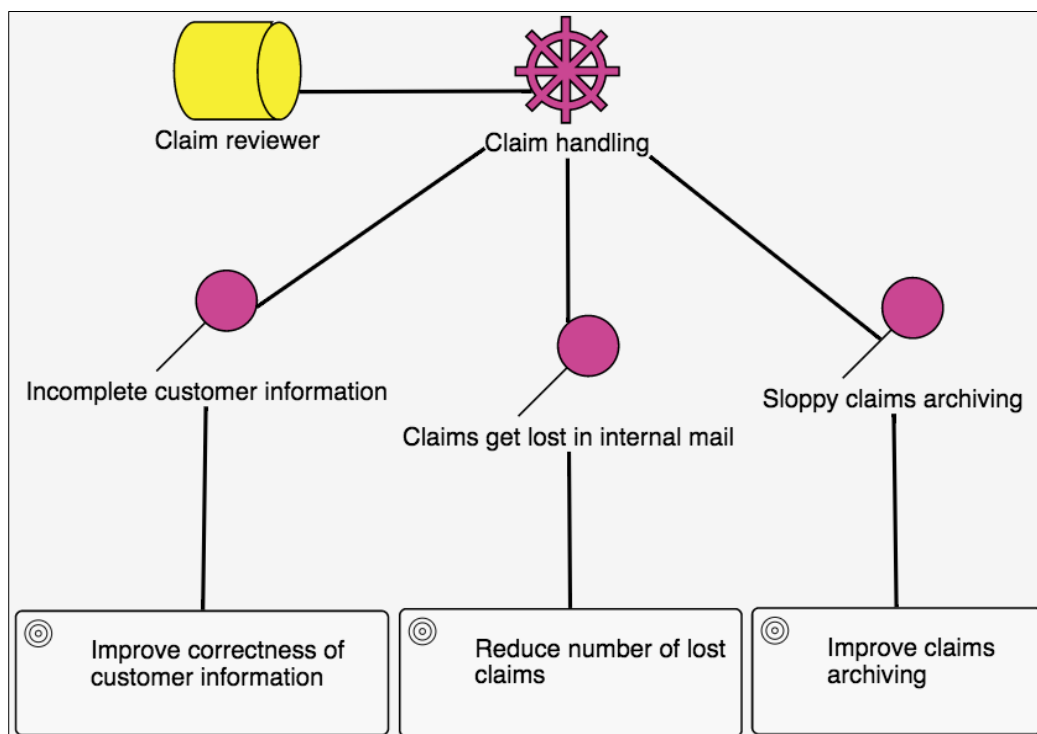 Claim reviewer
Claim handling
Incomplete customer information
Claims get lost in internal mail
Sloppy claims archiving
Improve correctness of
customer information
Reduce number of lost
claims
Improve claims
archiving